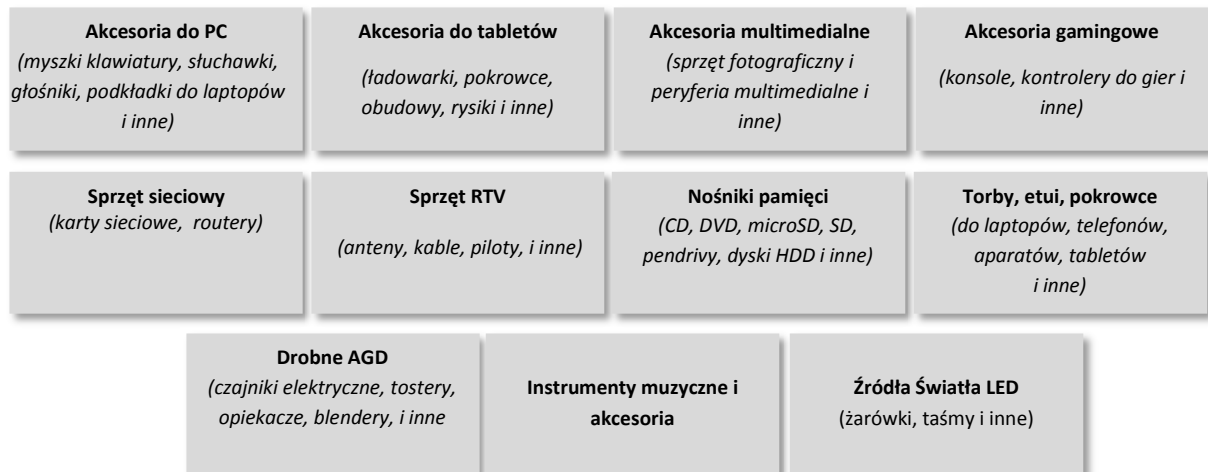 Akcesoria do PC
(myszki klawiatury, słuchawki,
głośniki, podkładki do laptopów
i inne)
Akcesoria do tabletów
(ładowarki, pokrowce,
obudowy, rysiki i inne)
Akcesoria multimedialne
(sprzęt fotograficzny i
peryferia multimedialne i
inne)
Akcesoria gamingowe
(konsole, kontrolery do gier i
inne)
Sprzęt sieciowy
(karty sieciowe, routery)
Sprzęt RTV
(anteny, kable, piloty, i inne)
Nośniki pamięci
(CD, DVD, microSD, SD,
pendrivy, dyski HDD i inne)
Torby, etui, pokrowce
(do laptopów, telefonów,
aparatów, tabletów
i inne)
Drobne AGD
(czajniki elektryczne, tostery,
opiekacze, blendery, i inne
Instrumenty muzyczne i
akcesoria
Źródła Światła LED
(żarówki, taśmy i inne)